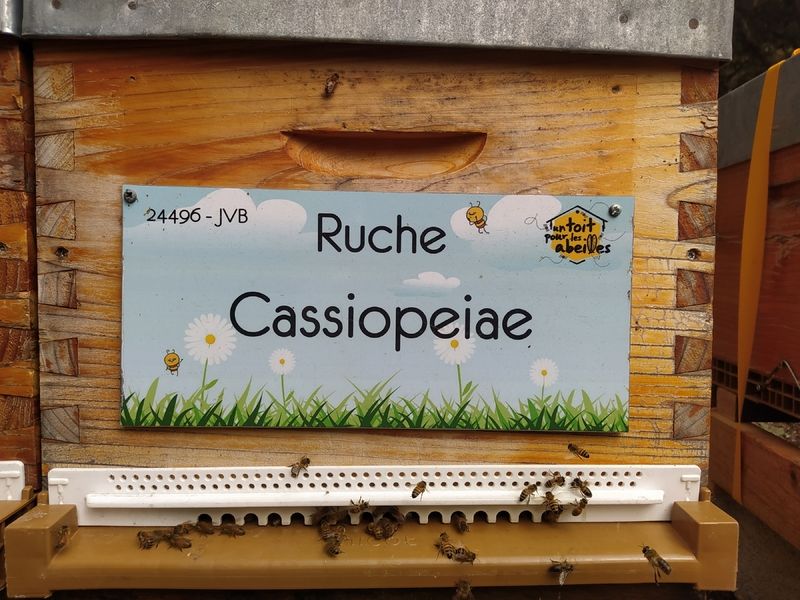 24496 - JVB
Ruche
Cassiopeiae
un toit
pour les
abeilles